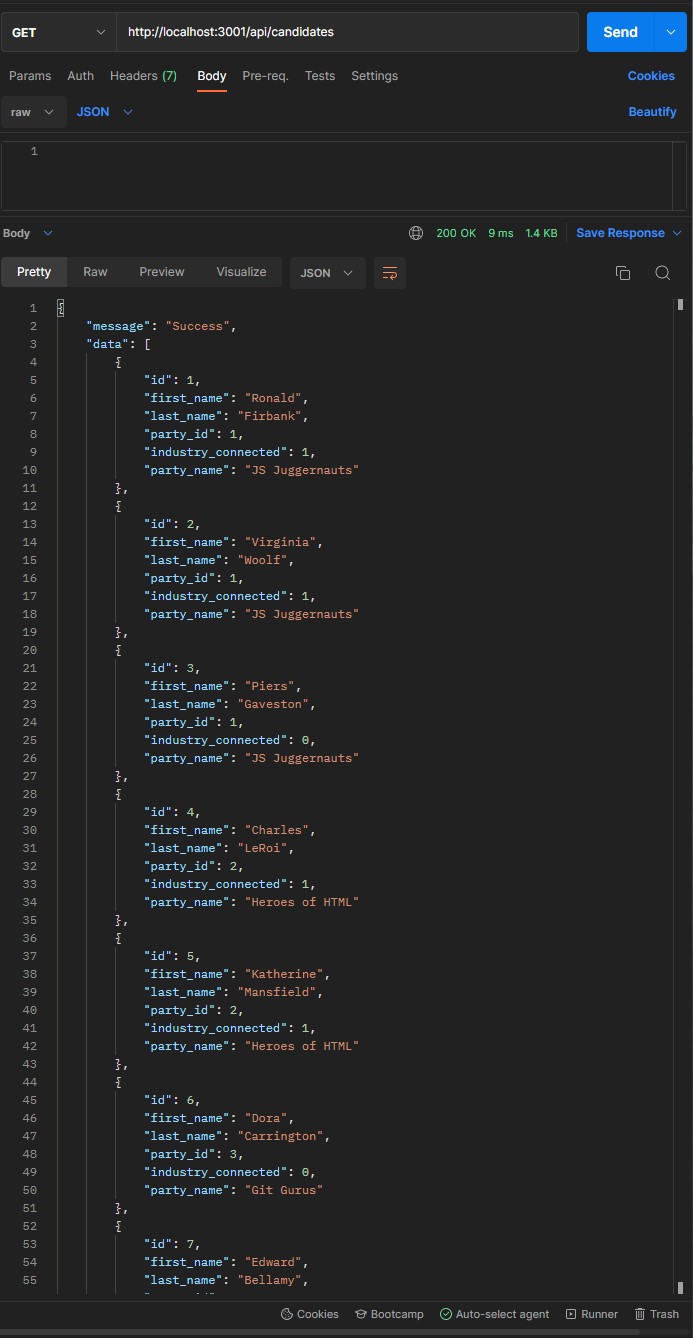 GET http://localhost:3001/api/candidates Send
Params Auth Headers (7) Body Pre-req. Tests Settings Cookies
raw JSON Beautify
1
Body 200 OK 9 ms 1.4 KB Save Response
Pretty Raw Preview Visualize JSON
1 {
2 "message": "Success",
3 "data": [
4 {
5 "id": 1,
6 "first_name": "Ronald",
7 "last_name": "Firbank",
8 "party_id": 1,
9 "industry_connected": 1,
10 "party_name": "JS Juggernauts"
11 },
12 {
13 "id": 2,
14 "first_name": "Virginia",
15 "last_name": "Woolf",
16 "party_id": 1,
17 "industry_connected": 1,
18 "party_name": "JS Juggernauts"
19 },
20 {
21 "id": 3,
22 "first_name": "Piers",
23 "last_name": "Gaveston",
24 "party_id": 1,
25 "industry_connected": 0,
26 "party_name": "JS Juggernauts"
27 },
28 {
29 "id": 4,
30 "first_name": "Charles",
31 "last_name": "LeRoi",
32 "party_id": 2,
33 "industry_connected": 1,
34 "party_name": "Heroes of HTML"
35 },
36 {
37 "id": 5,
38 "first_name": "Katherine",
39 "last_name": "Mansfield",
40 "party_id": 2,
41 "industry_connected": 1,
42 "party_name": "Heroes of HTML"
43 },
44 {
45 "id": 6,
46 "first_name": "Dora",
47 "last_name": "Carrington",
48 "party_id": 3,
49 "industry_connected": 0,
50 "party_name": "Git Gurus"
51 },
52 {
53 "id": 7,
54 "first_name": "Edward",
55 "last_name": "Bellamy",
Cookies Bootcamp Auto-select agent Runner Trash